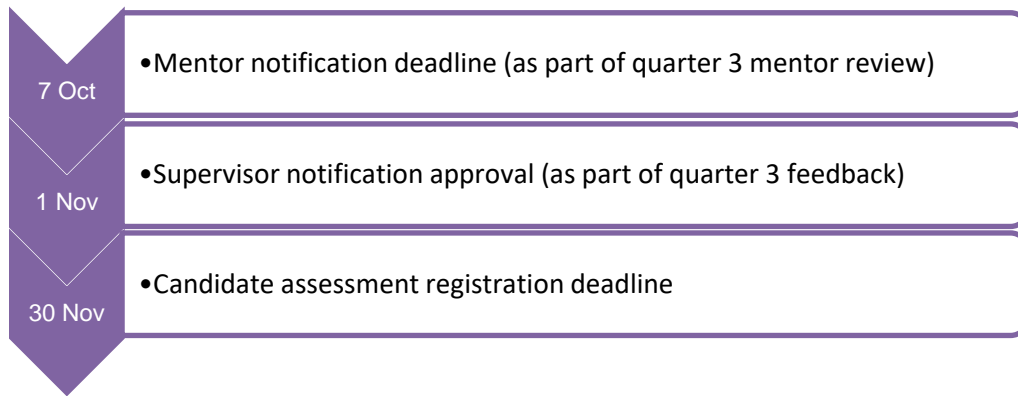 7 Oct
•Mentor notification deadline (as part of quarter 3 mentor review)
1 Nov
•Supervisor notification approval (as part of quarter 3 feedback)
30 Nov
•Candidate assessment registration deadline